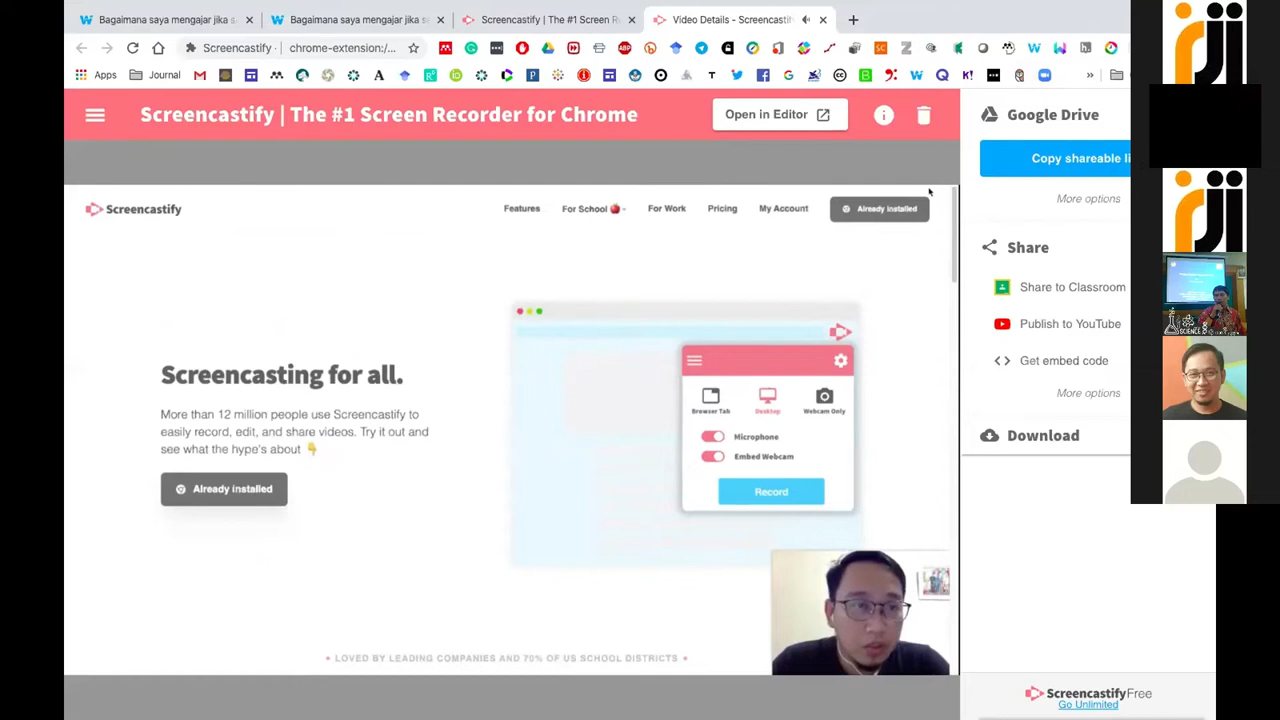 Bagaimana saya mengajar jika s
Bagaimana saya mengajar jika se
Screencastify | The #1 Screen R
Video Details - Screencastify
Screencastify
chrome-extension:/...
Apps
Journal
Screencastify | The #1 Screen Recorder for Chrome
Open in Editor
Screencastify
Features
For School
For Work
Pricing
My Account
Already installed
Screencasting for all.
More than 12 million people use Screencastify to
easily record, edit, and share videos. Try it out and
see what the hype's about
Already installed
Browser Tab
Desktop
Webcam Only
Microphone
Embed Webcam
Record
• LOVED BY LEADING COMPANIES AND 70% OF US SCHOOL DISTRICTS •
Google Drive
Copy shareable li
More options
Share
Share to Classroom
Publish to YouTube
Get embed code
More options
Download
ScreencastifyFree
Go Unlimited
rji
rji
SCIENCE